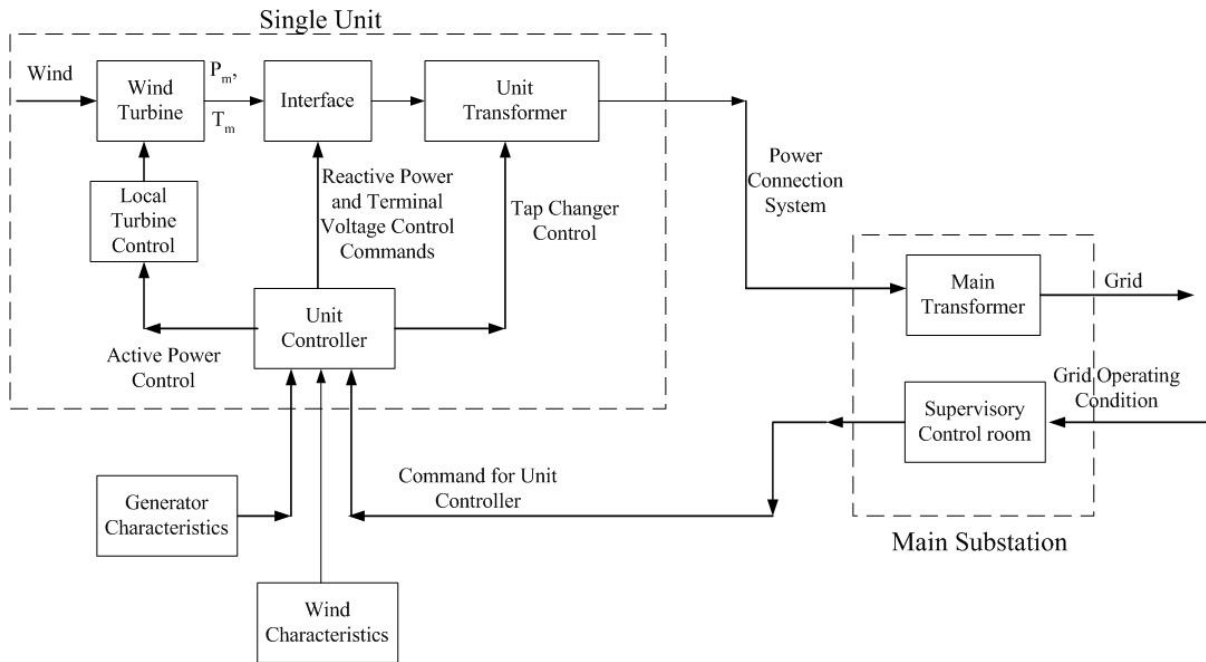 Single Unit
Wind
Wind
Turbine
Pm,
Tm
Interface
Unit
Transformer
Local
Turbine
Control
Reactive Power
and Terminal
Voltage Control
Commands
Tap Changer
Control
Power
Connection
System
Unit
Controller
Active Power
Control
Main
Transformer
Grid
Grid Operating
Condition
Supervisory
Control room
Main Substation
Command for Unit
Controller
Generator
Characteristics
Wind
Characteristics